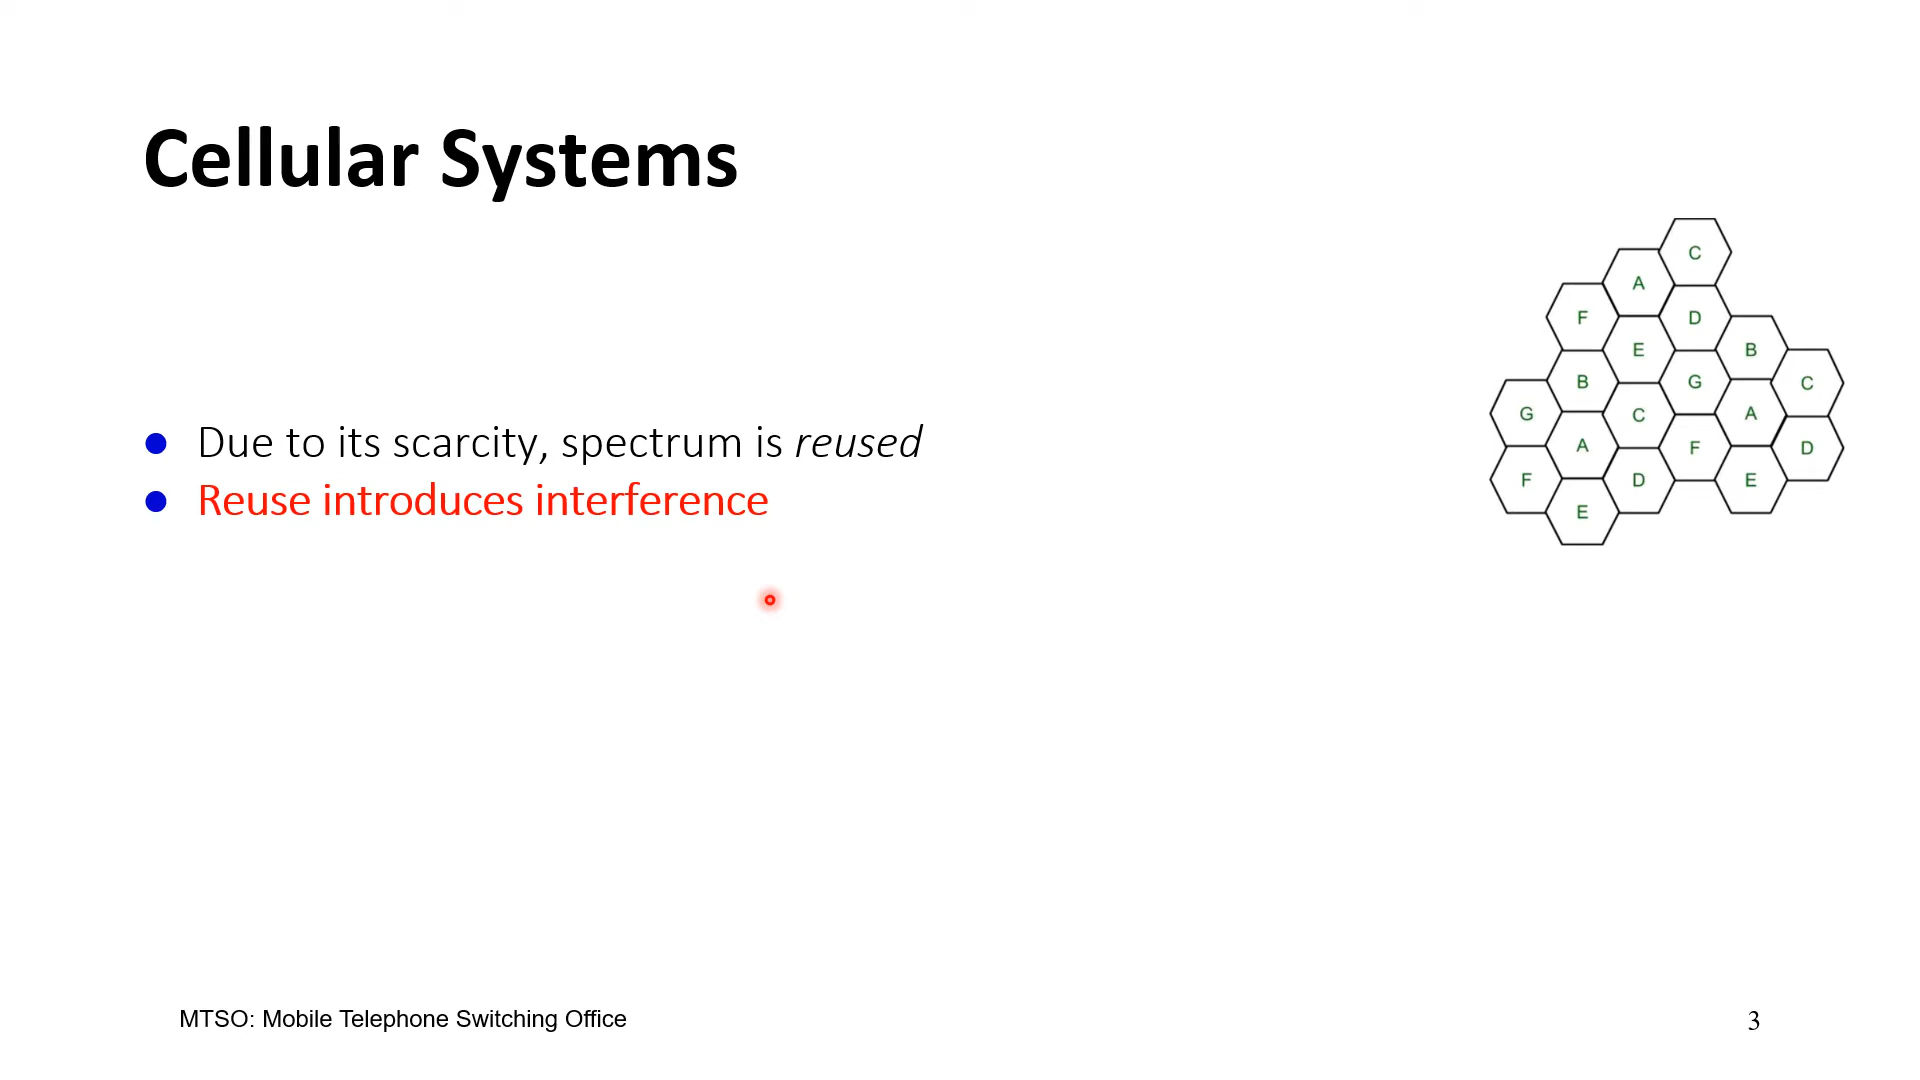 Cellular Systems
C
A
F
D
E
B
B
G
C
G
C
A
A
F
D
F
D
E
E
● Due to its scarcity, spectrum is reused
● Reuse introduces interference
MTSO: Mobile Telephone Switching Office
3